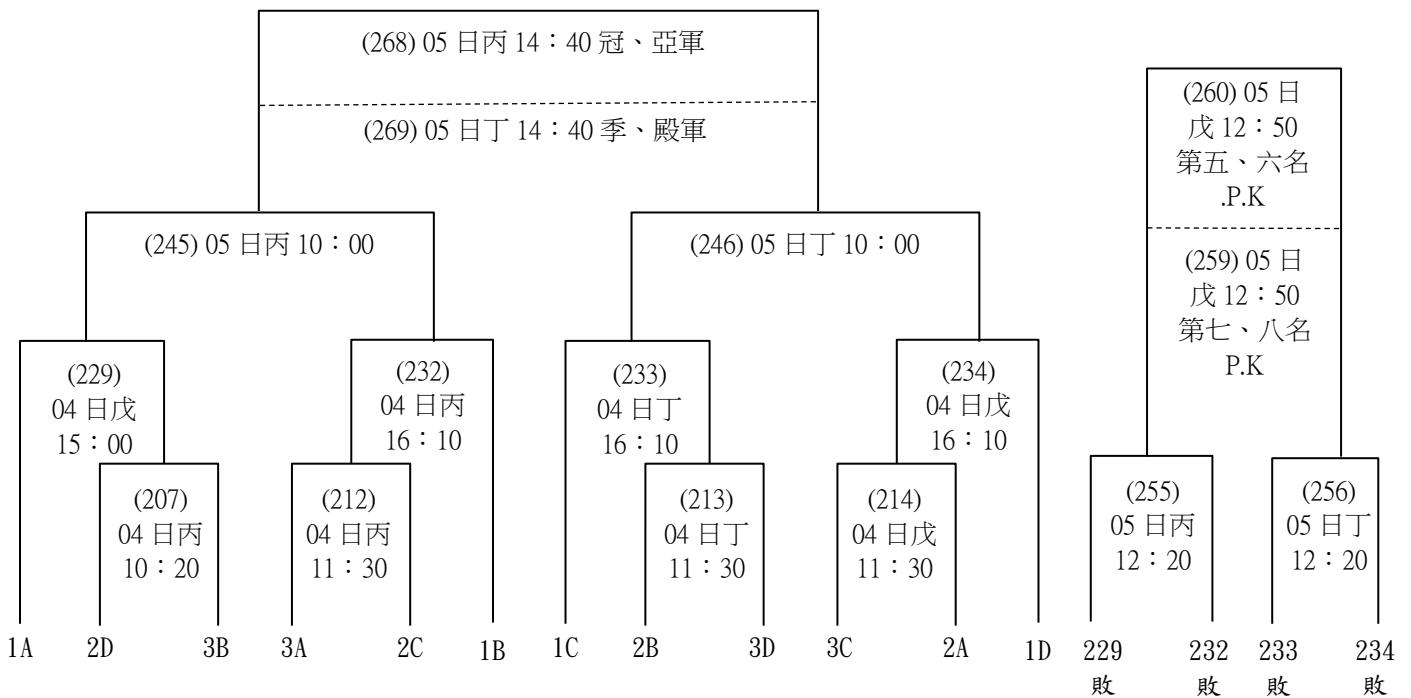 (268) 05 日丙 14：40 冠、亞軍
(269) 05 日丁 14：40 季、殿軍
(260) 05 日
戊 12：50
第五、六名
.P.K
(259) 05 日
戊 12：50
第七、八名
P.K
(245) 05 日丙 10：00
(246) 05 日丁 10：00
(229)
04 日戊
15：00
(232)
04 日丙
16：10
(233)
04 日丁
16：10
(234)
04 日戊
16：10
(207)
04 日丙
10：20
(212)
04 日丙
11：30
(213)
04 日丁
11：30
(214)
04 日戊
11：30
(255)
05 日丙
12：20
(256)
05 日丁
12：20
1A 2D 3B 3A 2C 1B 1C 2B 3D 3C 2A 1D 229 232 233 234
敗 敗 敗 敗